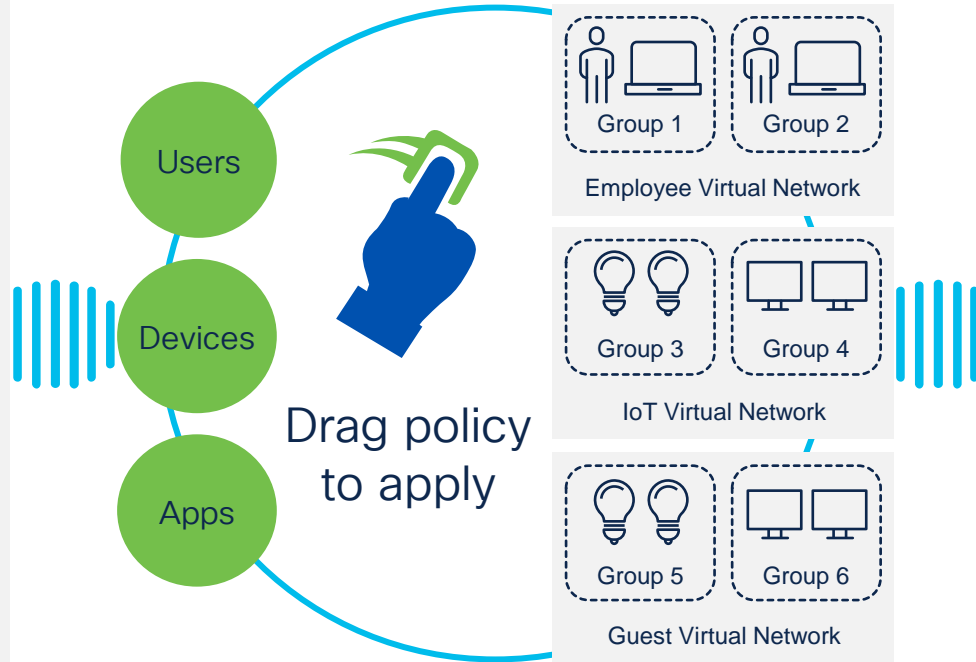 Users
Devices
Apps
Drag policy
to apply
Group 1
Group 2
Employee Virtual Network
Group 3
Group 4
IoT Virtual Network
Group 5
Group 6
Guest Virtual Network